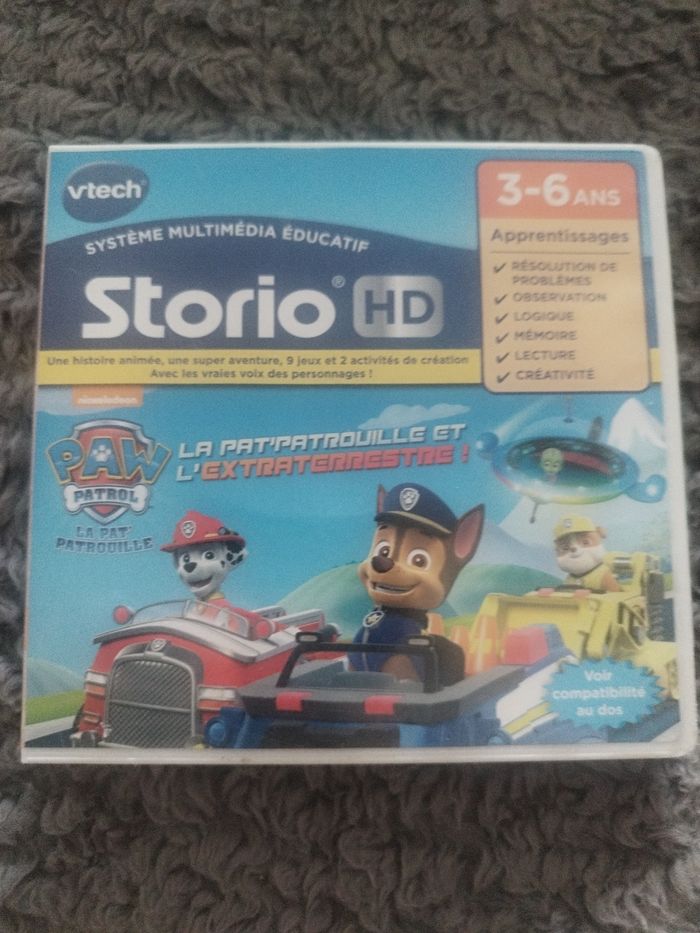 vtech
SYSTÈME MULTIMÉDIA ÉDUCATIF
Storio® HD
Une histoire animée, une super aventure, 9 jeux et 2 activités de création
Avec les vraies voix des personnages !
3-6 ANS
Apprentissages
✓ RÉSOLUTION DE
PROBLÈMES
✓ OBSERVATION
✓ LOGIQUE
✓ MÉMOIRE
✓ LECTURE
✓ CRÉATIVITÉ
nickelodeon
PAW
PATROL
LA PAT'
PATROUILLE
LA PAT'PATROUILLE ET
L'EXTRATERRESTRE !
Voir
compatibilité
au dos